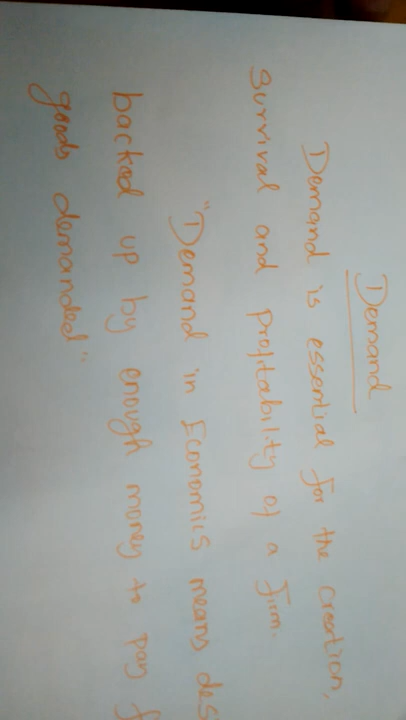 Demand
Demand is essential for the creation,
Survival and Profitability of a firm.
"Demand in Economics means des
backed up by enough money to pay f
goods demanded"